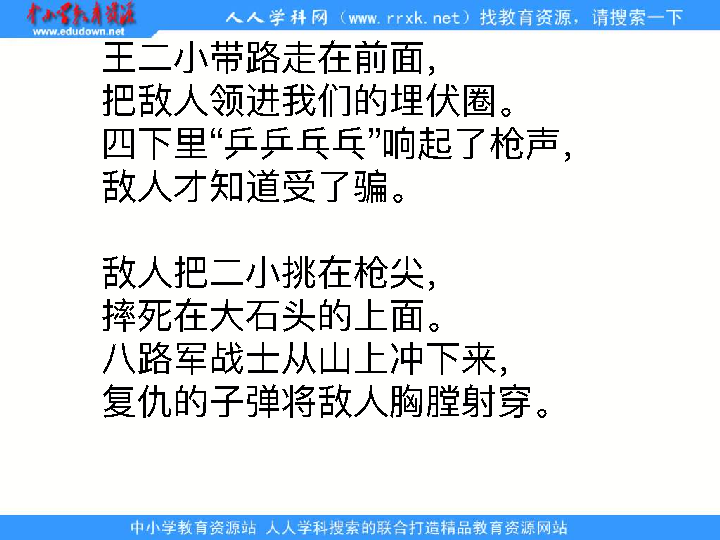 中小学教育资源
www.edudown.net
人人学科网（www.rrxk.net）找教育资源，请搜索一下
王二小带路走在前面，
把敌人领进我们的埋伏圈。
四下里“乒乒乓乓”响起了枪声，
敌人才知道受了骗。
敌人把二小挑在枪尖，
摔死在大石头的上面。
八路军战士从山上冲下来，
复仇的子弹将敌人胸膛射穿。
中小学教育资源站 人人学科搜索的联合打造精品教育资源网站